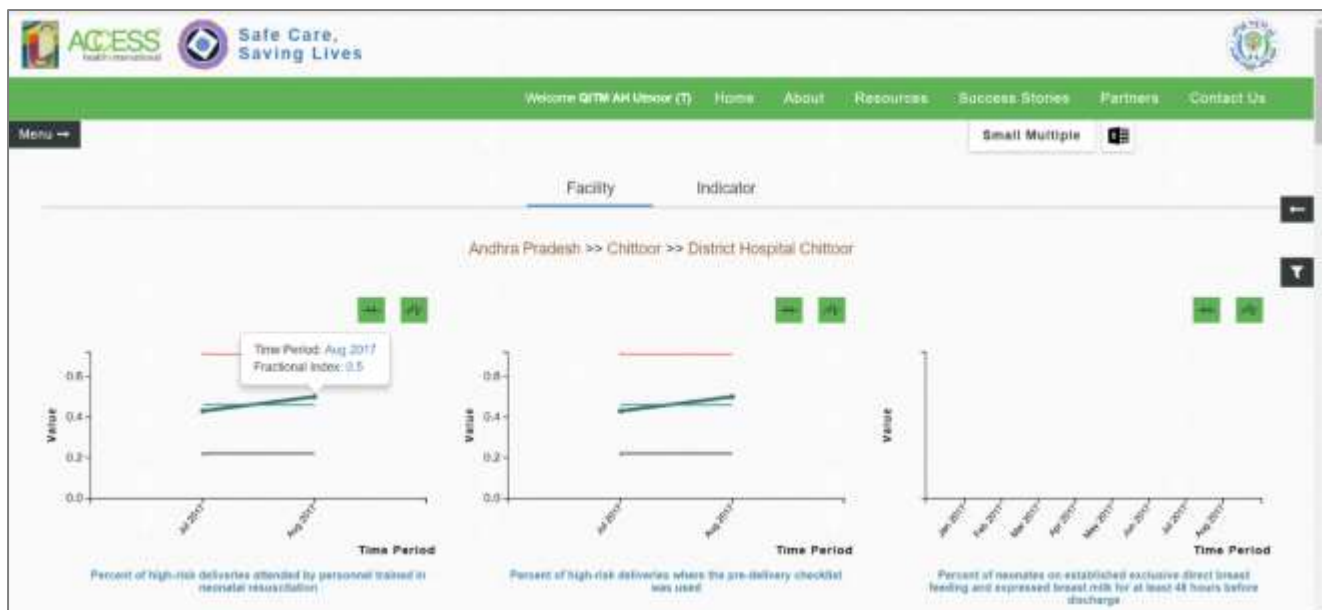 ACCESS
health international
Safe Care,
Saving Lives
Welcome QITM AH Utnoor (T) Home About Resources Success Stories Partners Contact Us
Menu →
Small Multiple
Facility Indicator
Andhra Pradesh >> Chittoor >> District Hospital Chittoor
Time Period: Aug 2017
Fractional Index: 0.5
Value
0.6
0.4
0.2
0.0
Jul 2017
Aug 2017
Time Period
Percent of high-risk deliveries attended by personnel trained in
neonatal resuscitation
Value
0.6
0.4
0.2
0.0
Jul 2017
Aug 2017
Time Period
Percent of high-risk deliveries where the pre-delivery checklist
was used
Value
Jan 2017
Feb 2017
Mar 2017
Apr 2017
May 2017
Jun 2017
Jul 2017
Aug 2017
Time Period
Percent of neonates on established exclusive direct breast
feeding and expressed breast milk for at least 48 hours before
discharge